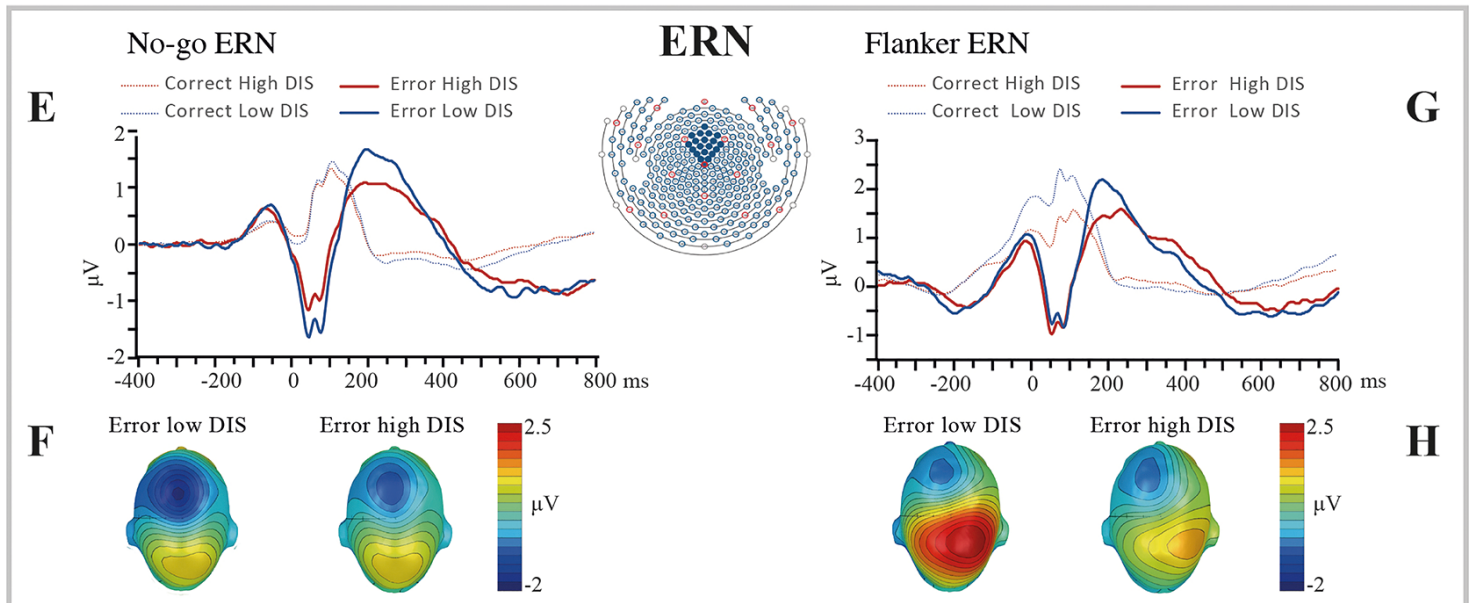 No-go ERN
ERN
Flanker ERN
Correct High DIS
Error High DIS
Correct Low DIS
Error Low DIS
Correct High DIS
Error High DIS
Correct Low DIS
Error Low DIS
E
G
2
1
0
-1
-2
µV
-400
-200
0
200
400
600
800 ms
3
2
1
0
-1
µV
-400
-200
0
200
400
600
800 ms
F
Error low DIS
Error high DIS
2.5
µV
-2
Error low DIS
Error high DIS
2.5
µV
-2
H